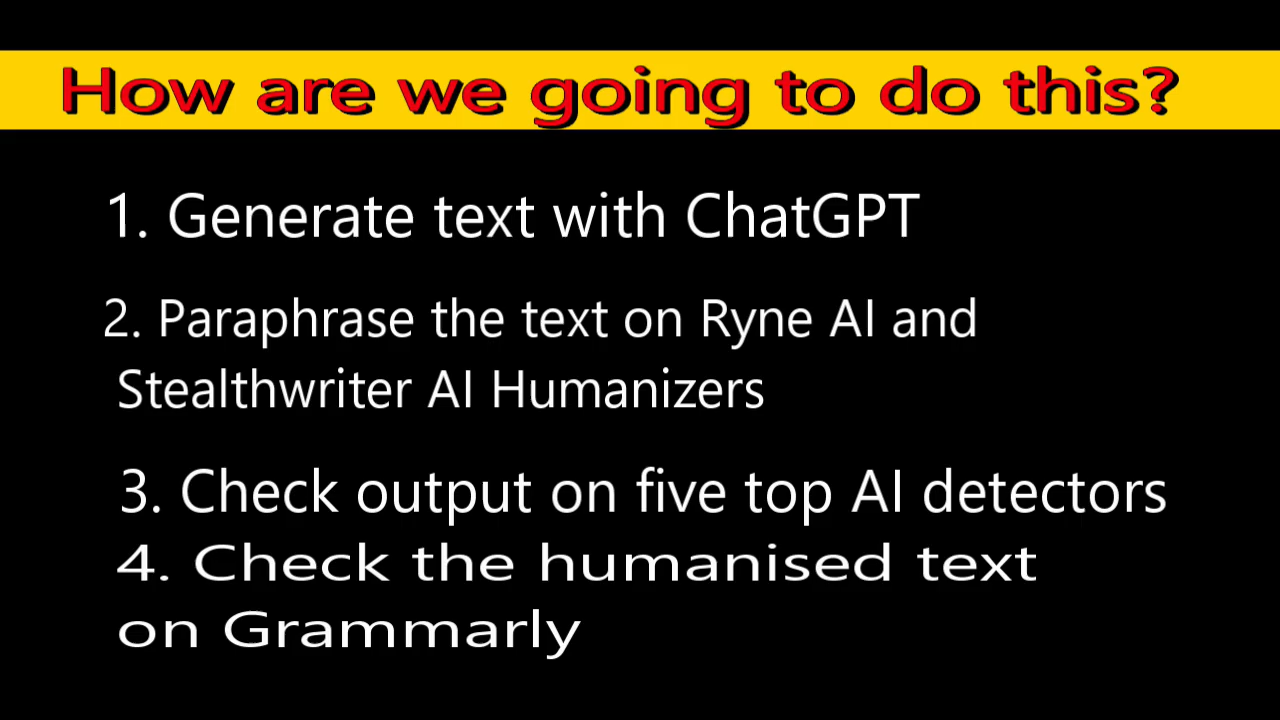 How are we going to do this?
1. Generate text with ChatGPT
2. Paraphrase the text on Ryne AI and
Stealthwriter AI Humanizers
3. Check output on five top AI detectors
4. Check the humanised text
on Grammarly